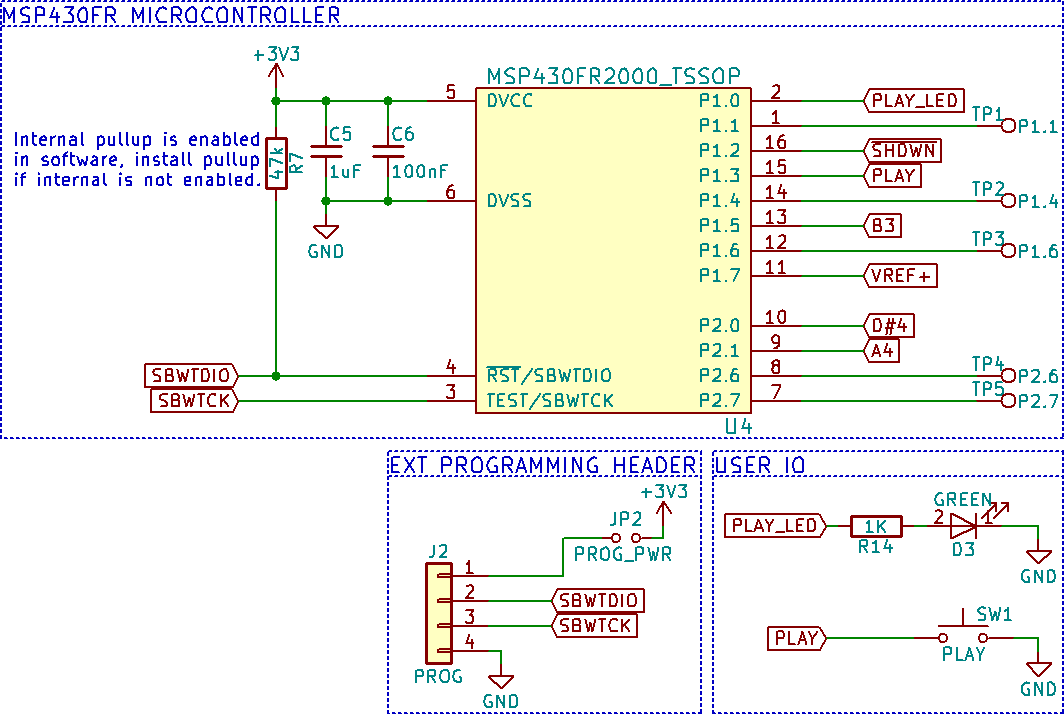 MSP430FR MICROCONTROLLER
+3V3
Internal pullup is enabled
in software, install pullup
if internal is not enabled.
47k
R7
C5
1uF
C6
100nF
GND
MSP430FR2000_TSSOP
5 DVCC
6 DVSS
SBWTDIO 4 RST/SBWTDIO
SBWTCK 3 TEST/SBWTCK
P1.0 2 PLAY_LED
P1.1 1 TP1 P1.1
P1.2 16 SHDWN
P1.3 15 PLAY
P1.4 14 TP2 P1.4
P1.5 13 B3
P1.6 12 TP3 P1.6
P1.7 11 VREF+
P2.0 10 D#4
P2.1 9 A4
P2.6 8 TP4 P2.6
P2.7 7 TP5 P2.7
U4
EXT PROGRAMMING HEADER
+3V3
JP2
PROG_PWR
J2
1
2 SBWTDIO
3 SBWTCK
4
PROG
GND
USER IO
GREEN
PLAY_LED 1K 2 1
R14 D3
GND
SW1
PLAY
PLAY
GND